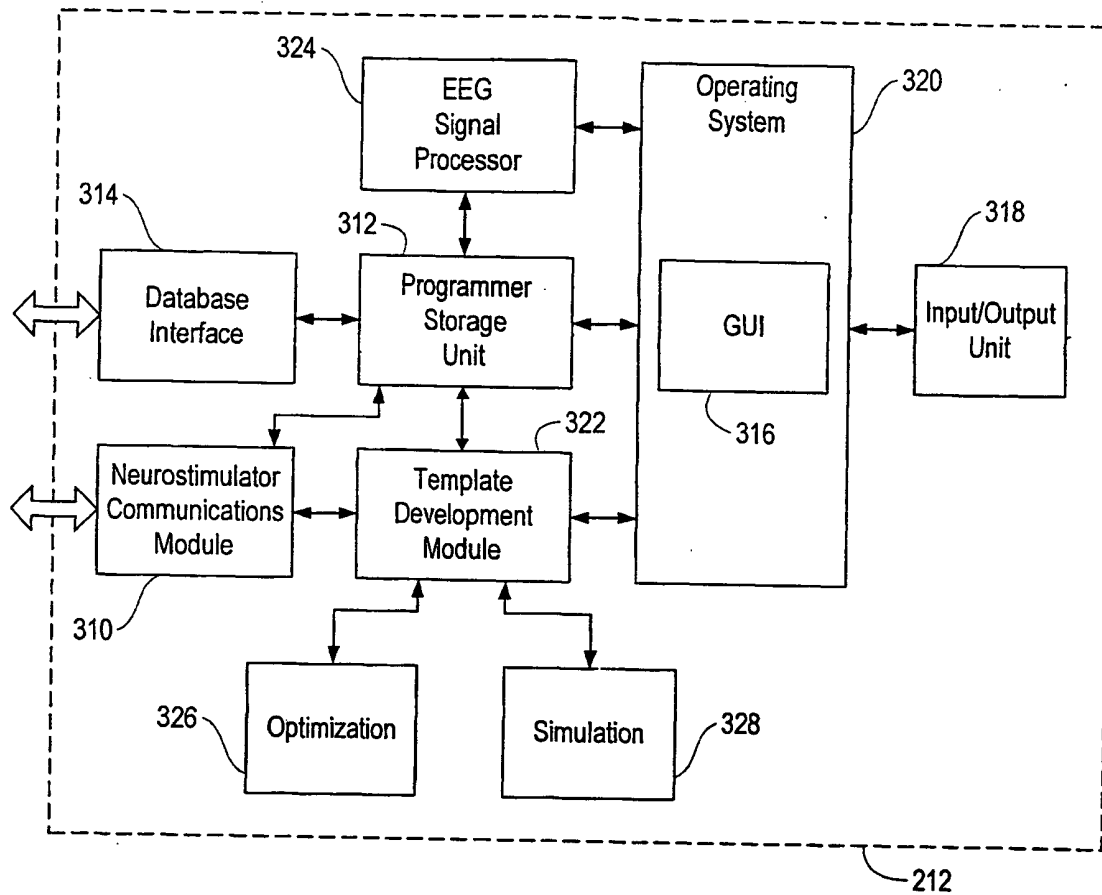 324
EEG
Signal
Processor
Operating
System
320
314
312
318
Database
Interface
Programmer
Storage
Unit
GUI
Input/Output
Unit
316
322
Neurostimulator
Communications
Module
Template
Development
Module
310
326
Optimization
Simulation
328
212